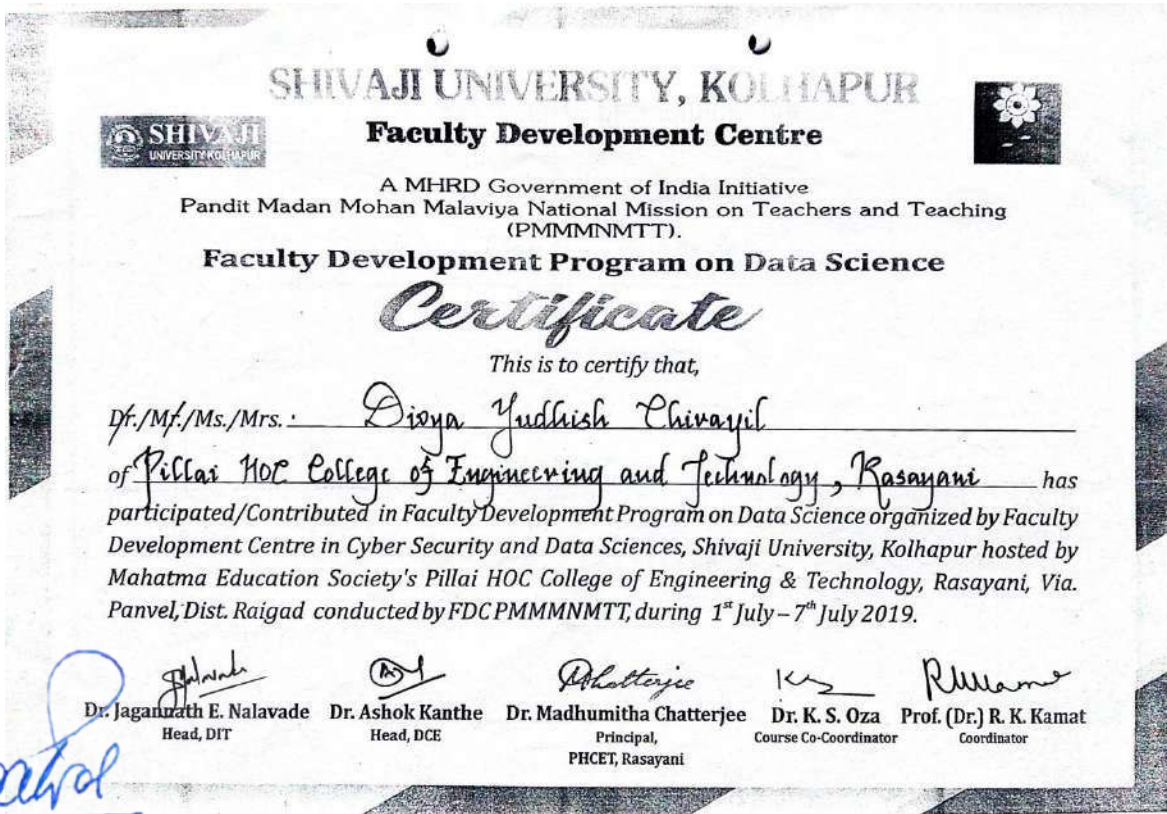 SHIVAJI UNIVERSITY, KOLHAPUR
SHIVAJI
UNIVERSITY KOLHAPUR
Faculty Development Centre
A MHRD Government of India Initiative
Pandit Madan Mohan Malaviya National Mission on Teachers and Teaching
(PMMMNMTT).
Faculty Development Program on Data Science
Certificate
This is to certify that,
Dr./Mr./Ms./Mrs. : Divya Yudhish Chivayil
of Pillai HOC College of Engineering and Technology, Rasayani has
participated/Contributed in Faculty Development Program on Data Science organized by Faculty
Development Centre in Cyber Security and Data Sciences, Shivaji University, Kolhapur hosted by
Mahatma Education Society's Pillai HOC College of Engineering & Technology, Rasayani, Via.
Panvel, Dist. Raigad conducted by FDC PMMMNMTT, during 1st July – 7th July 2019.
Dr. Jagannath E. Nalavade Dr. Ashok Kanthe Dr. Madhumitha Chatterjee Dr. K. S. Oza Prof. (Dr.) R. K. Kamat
Head, DIT Head, DCE Principal, Course Co-Coordinator Coordinator
PHCET, Rasayani